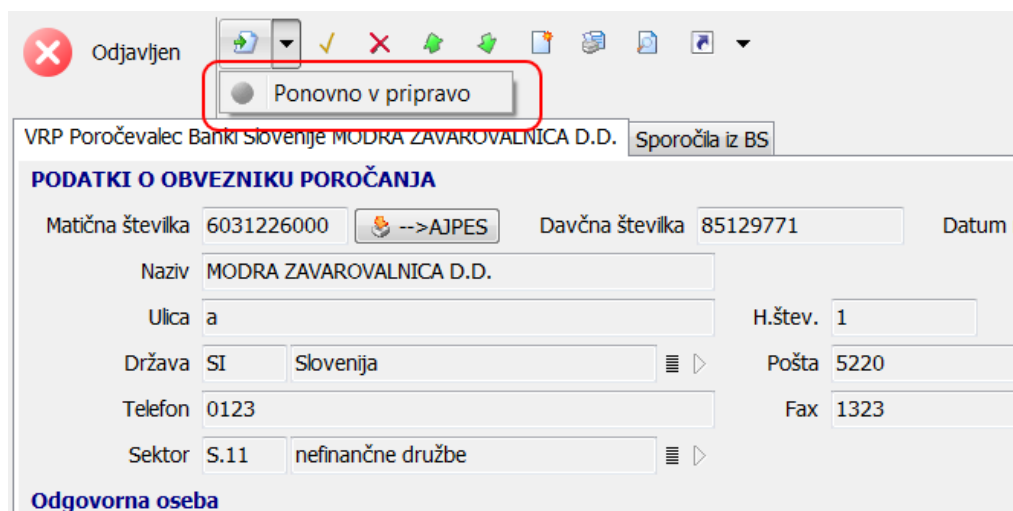 Odjavljen
Ponovno v pripravo
VRP Poročevalec Banki Slovenije MODRA ZAVAROVALNICA D.D. Sporočila iz BS
PODATKI O OBVEZNIKU POROČANJA
Matična številka 6031226000 -->AJPES Davčna številka 85129771 Datum
Naziv MODRA ZAVAROVALNICA D.D.
Ulica a H.štev. 1
Država SI Slovenija Pošta 5220
Telefon 0123 Fax 1323
Sektor S.11 nefinančne družbe
Odgovorna oseba